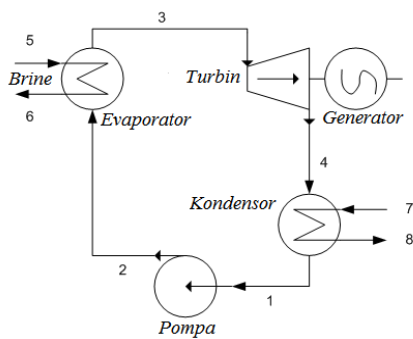 3
5
Brine
6
Evaporator
Turbin
Generator
4
Kondensor
7
8
2
1
Pompa